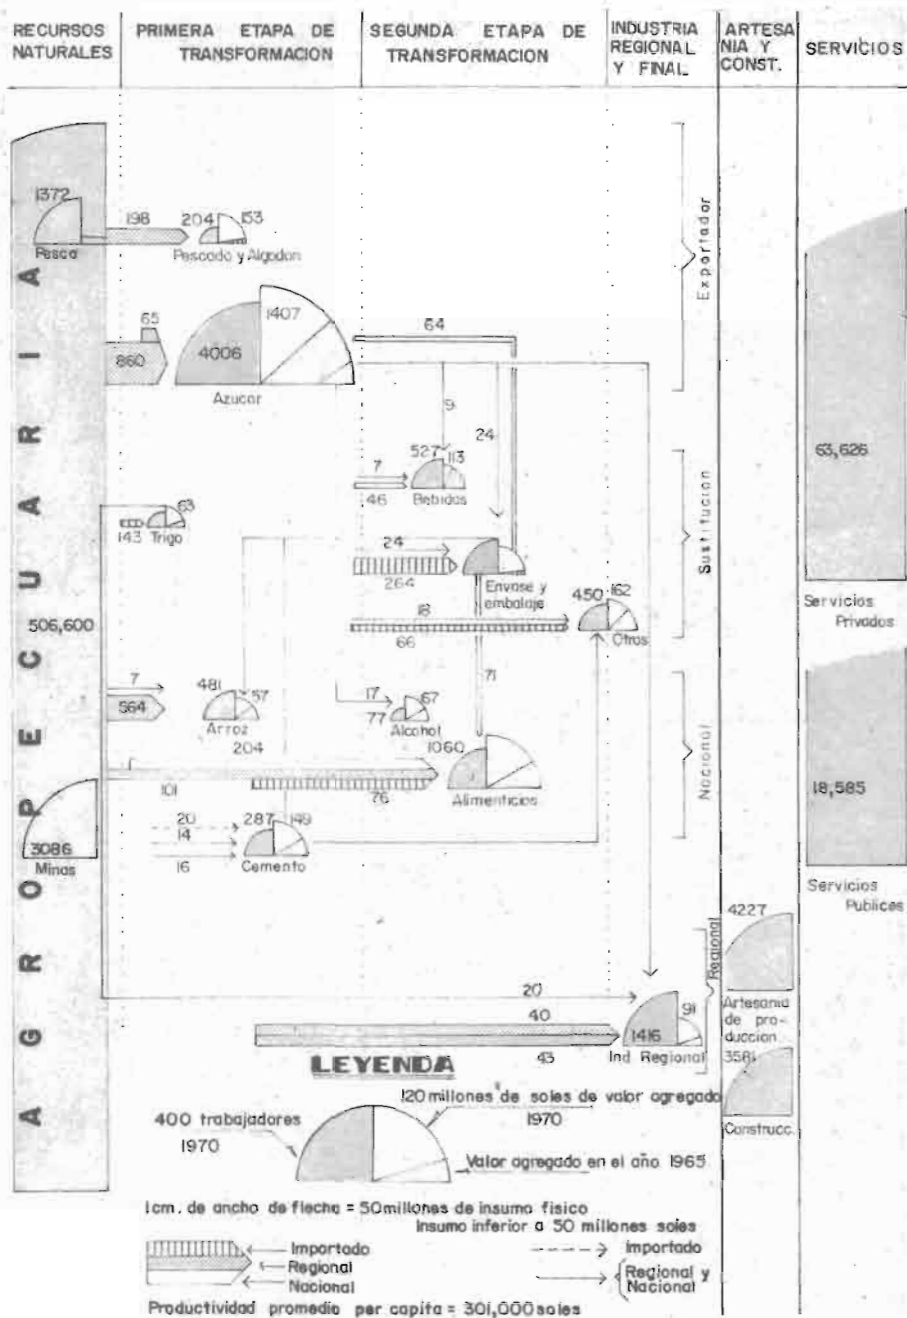 RECURSOS NATURALES
PRIMERA ETAPA DE TRANSFORMACION
SEGUNDA ETAPA DE TRANSFORMACION
INDUSTRIA REGIONAL Y FINAL
ARTESA NIA Y CONST.
SERVICIOS
AGROPECUARIA
506,600
1372
Pesca
198
204
153
Pescado y Algodon
Exportador
65
860
4006
1407
Azucar
64
9
24
63,626
Servicios
Privados
527
113
7
46
Bebidas
Sustitucion
63
143
Trigo
24
264
Envase y
embalaje
18
66
450
162
Otros
71
7
564
481
57
Arroz
17
77
67
Alcohol
Nacional
204
101
76
1060
Alimenticios
18,585
Servicios
Publicos
3086
Minas
20
14
16
287
149
Cemento
Regional
4227
Artesania
de pro-
duccion
20
40
43
1416
91
Ind Regional
3581
Construcc.
LEYENDA
400 trabajadores
1970
120 millones de soles de valor agregado
1970
Valor agregado en el año 1965
1cm. de ancho de flecha = 50 millones de insumo fisico
Insumo inferior a 50 millones soles
Importado
Regional
Nacional
Importado
Regional y
Nacional
Productividad promedio per capita = 301,000 soles